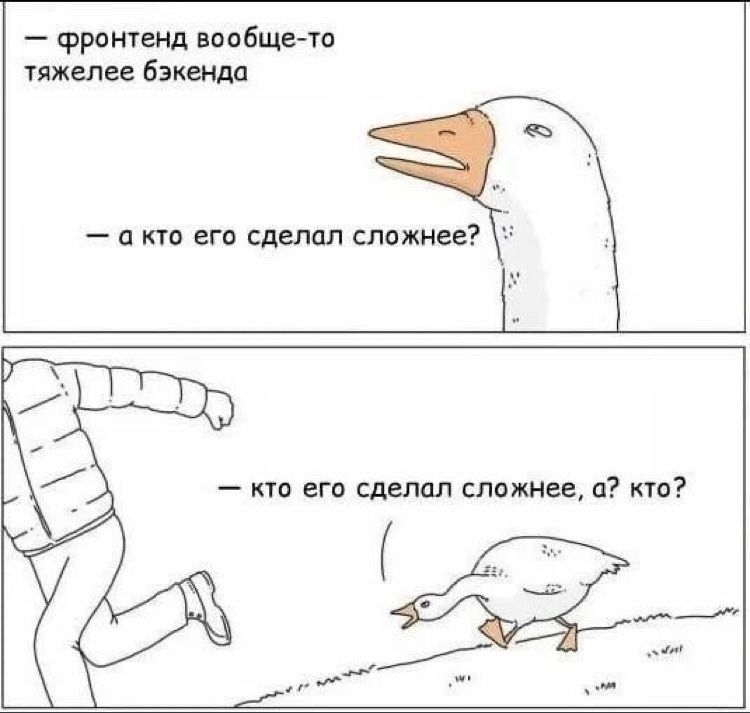 — фронтенд вообще-то
тяжелее бэкенда
— а кто его сделал сложнее?
— кто его сделал сложнее, а? кто?